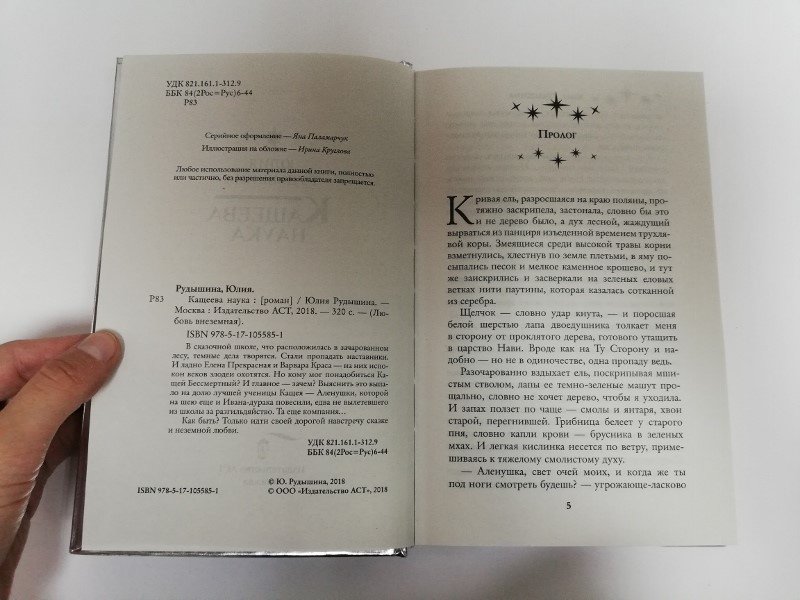 УДК 821.161.1-312.9
ББК 84(2Рос=Рус)6-44
Р83
Серийное оформление — Яна Паламарчук
Иллюстрация на обложке — Ирина Круглова
Любое использование материала данной книги, полностью
или частично, без разрешения правообладателя запрещается.
Рудышина, Юлия.
Р83 Кащеева наука : [роман] / Юлия Рудышина. —
Москва : Издательство АСТ, 2018. — 320 с. — (Лю-
бовь внеземная).
ISBN 978-5-17-105585-1
В сказочной школе, что расположилась в зачарованном
лесу, темные дела творятся. Стали пропадать наставники.
И ладно Елена Прекрасная и Варвара Краса — на них испо-
кон веков злодеи охотятся. Но кому мог понадобиться Ка-
щей Бессмертный? И главное — зачем? Выяснить это выпа-
ло на долю лучшей ученицы Кащея — Аленушки, которой
на шею еще и Ивана-дурака повесили, едва не вылетевшего
из школы за разгильдяйство. Та еще компания...
Как быть? Только идти своей дорогой навстречу сказке
и неземной любви.
УДК 821.161.1-312.9
ББК 84(2Рос=Рус)6-44
© Ю. Рудышина, 2018
ISBN 978-5-17-105585-1 © ООО «Издательство АСТ», 2018
Пролог
Кривая ель, разросшаяся на краю поляны, про-
тяжно заскрипела, застонала, словно бы это
и не дерево было, а дух лесной, жаждущий
вырваться из панциря изъеденной временем трухля-
вой коры. Змеящиеся среди высокой травы корни
взметнулись, хлестнув по земле плетьми, в яму по-
сыпались песок и мелкое каменное крошево, и тут
же заискрились и засверкали на зеленых еловых
ветках нити паутины, которая казалась сотканной
из серебра.
Щелчок — словно удар кнута, — и поросшая
белой шерстью лапа двоедушника толкает меня
в сторону от проклятого дерева, готового утащить
в царство Нави. Вроде как на Ту Сторону и на-
добно — но не в одиночестве, одна пропаду ведь.
Разочарованно вздыхает ель, поскрипывая мши-
стым стволом, лапы ее темно-зеленые машут про-
щально, словно не хочет дерево, чтобы я уходила.
И запах ползет по чаще — смолы и янтаря, хвои
старой, перегнившей. Грибница белеет у старого
пня, словно капли крови — брусника в зеленых
мхах. И легкая кислинка несется по ветру, приме-
шиваясь к тяжелому смолистому духу.
— Аленушка, свет очей моих, и когда же ты
под ноги смотреть будешь? — угрожающе-ласково
5